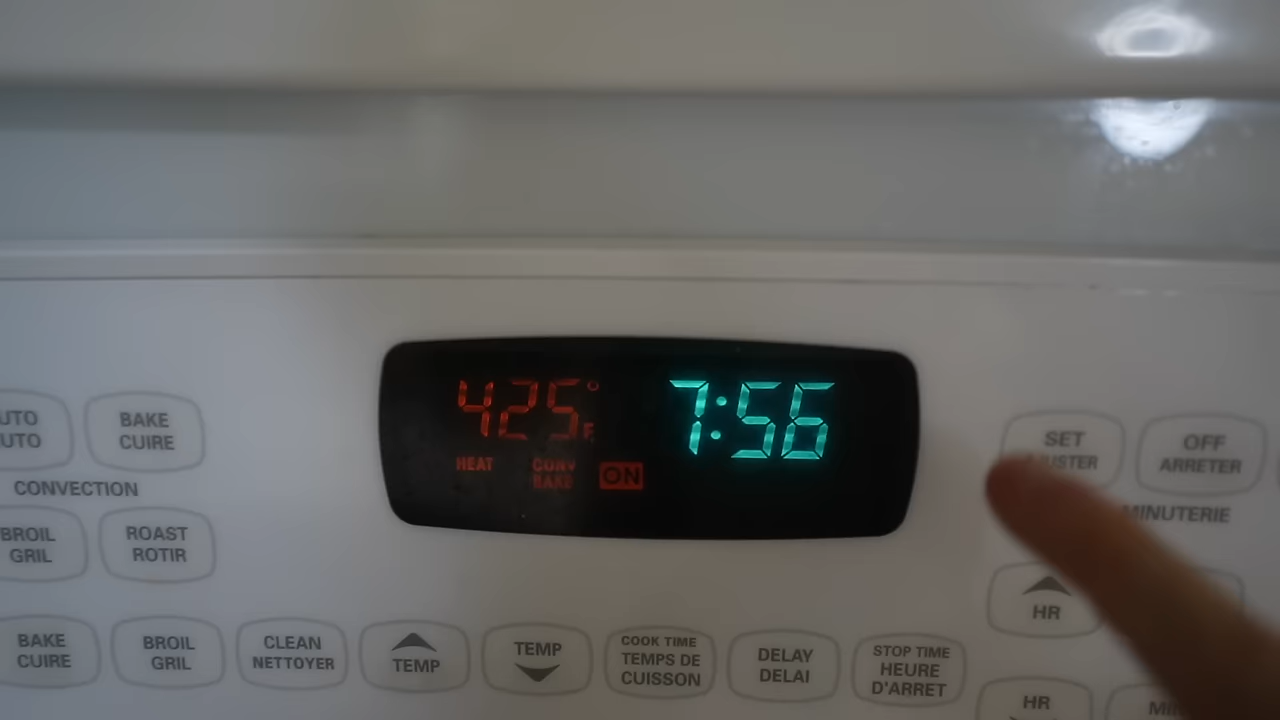 425°F
7:56
HEAT
CONV
BAKE
ON
UTO
UTO
BAKE
CUIRE
CONVECTION
BROIL
GRIL
ROAST
ROTIR
SET
USTER
OFF
ARRETER
MINUTERIE
HR
BAKE
CUIRE
BROIL
GRIL
CLEAN
NETTOYER
TEMP
TEMP
COOK TIME
TEMPS DE
CUISSON
DELAY
DELAI
STOP TIME
HEURE
D'ARRET
HR